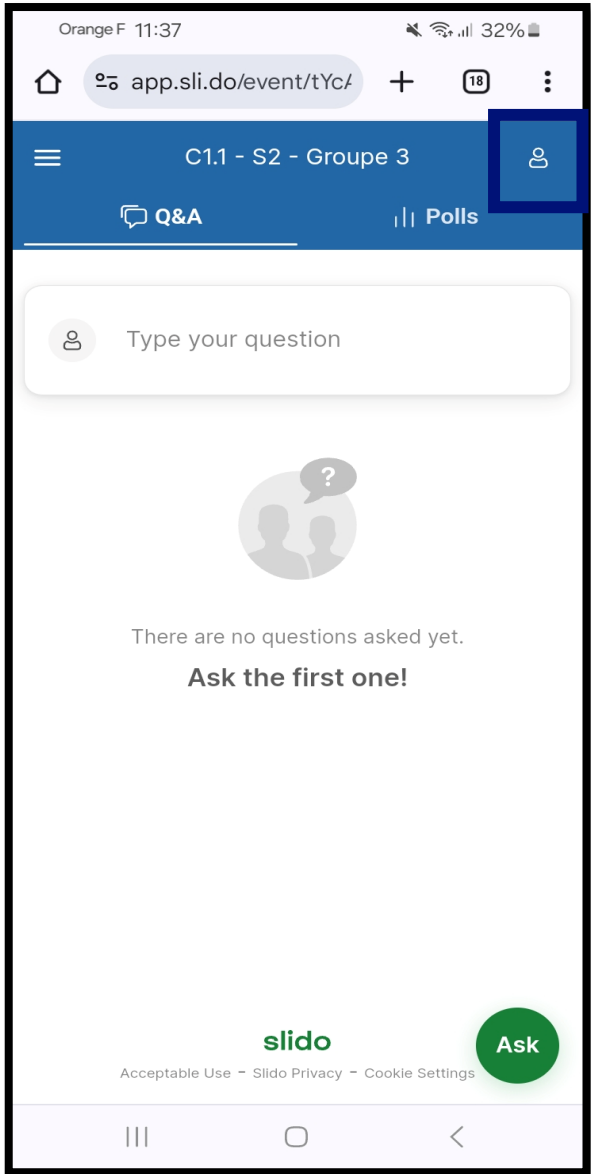 Orange F 11:37 32%
app.sli.do/event/tYcA
18
C1.1 - S2 - Groupe 3
Q&A Polls
Type your question
?
There are no questions asked yet.
Ask the first one!
Ask
slido
Acceptable Use - Slido Privacy - Cookie Settings